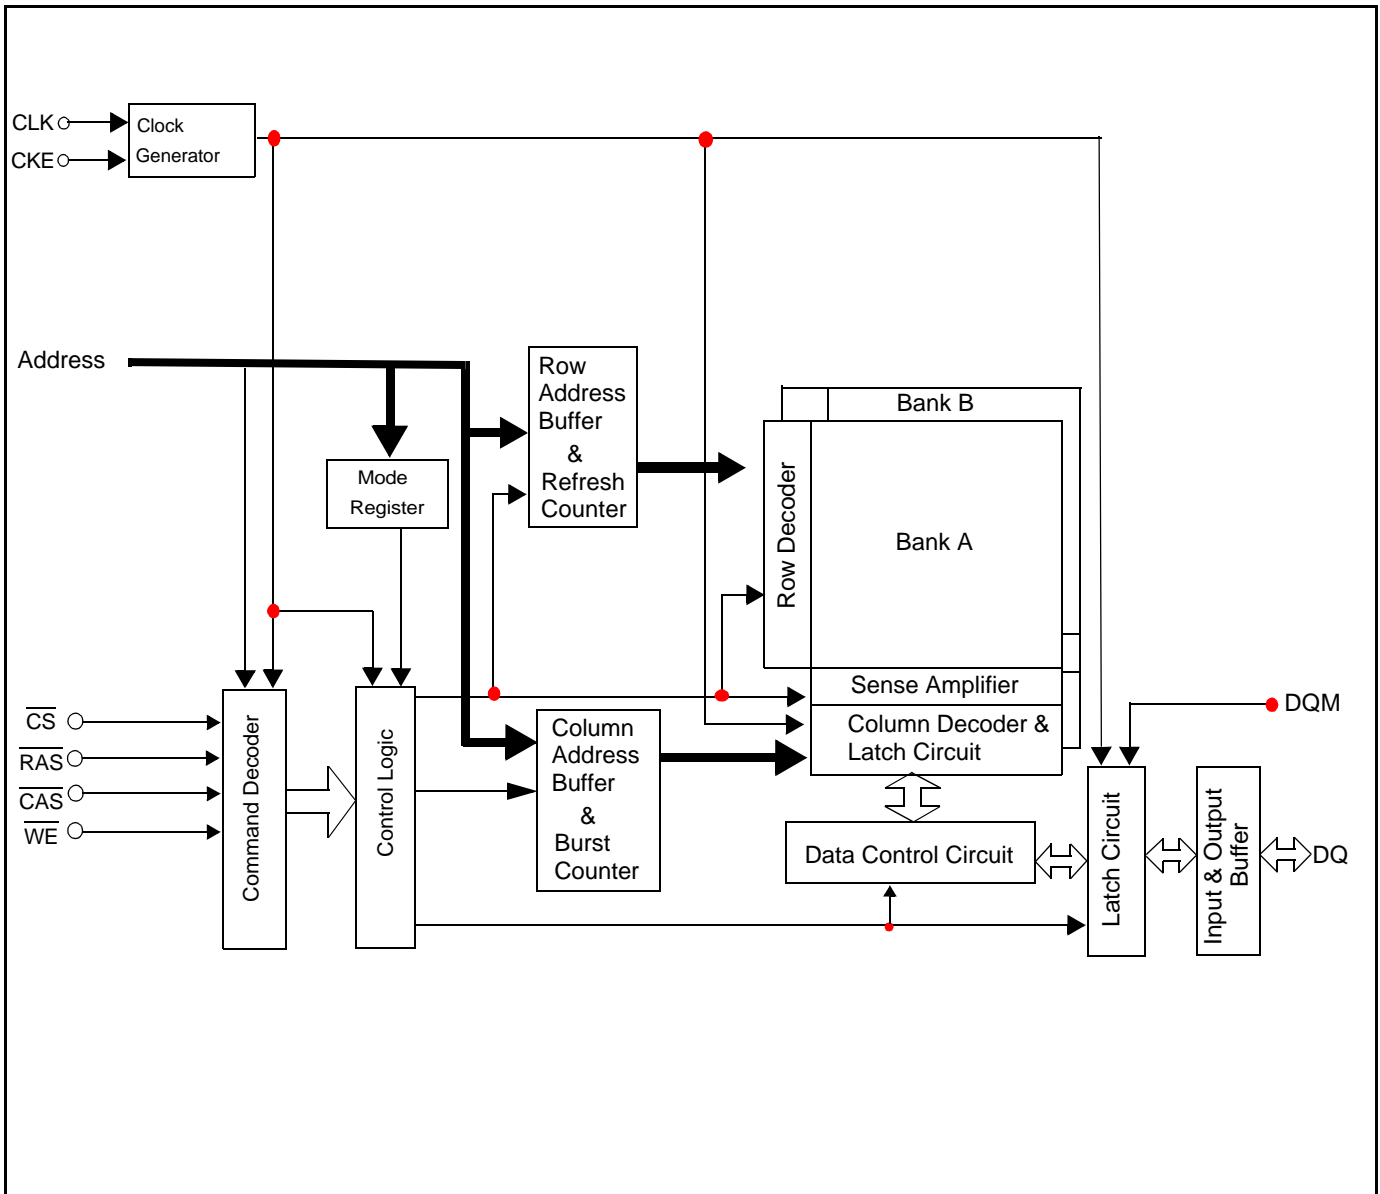 CLK
CKE
Clock
Generator
Address
Row
Address
Buffer
&
Refresh
Counter
Mode
Register
Bank B
Bank A
Row Decoder
Sense Amplifier
Column Decoder &
Latch Circuit
CS
RAS
CAS
WE
Command Decoder
Control Logic
Column
Address
Buffer
&
Burst
Counter
Data Control Circuit
DQM
Latch Circuit
Input & Output
Buffer
DQ